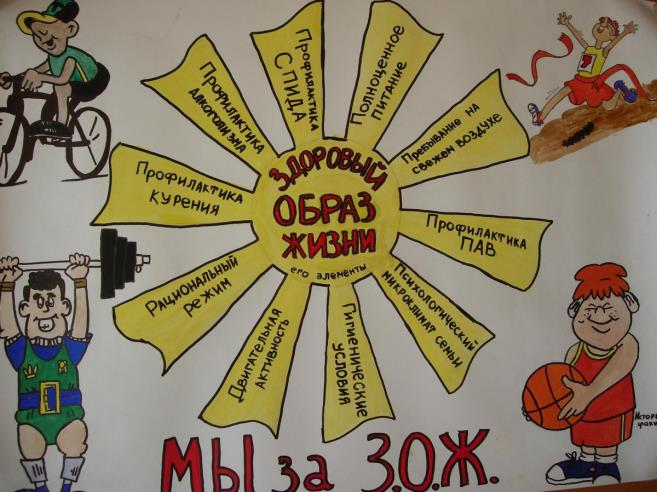 ЗДОРОВЫЙ
ОБРАЗ
ЖИЗНИ
его элементы
Профилактика
СПИДА
Полноценное
питание
Пребывание на
свежем воздухе
Профилактика
ПАВ
Психологический
микроклимат семьи
Гигиенические
условия
Двигательная
активность
Рациональный
режим
Профилактика
курения
Профилактика
алкоголизма
7
МЫ за З.О.Ж.